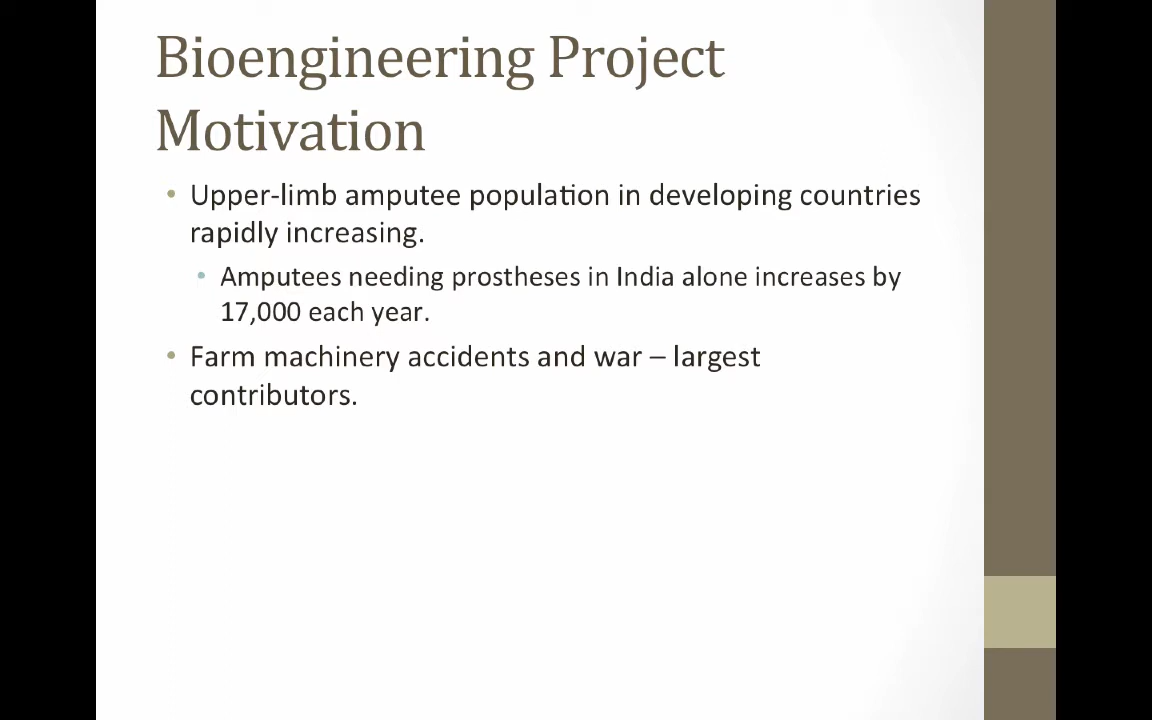 Bioengineering Project
Motivation
• Upper-limb amputee population in developing countries
rapidly increasing.
• Amputees needing prostheses in India alone increases by
17,000 each year.
• Farm machinery accidents and war – largest
contributors.